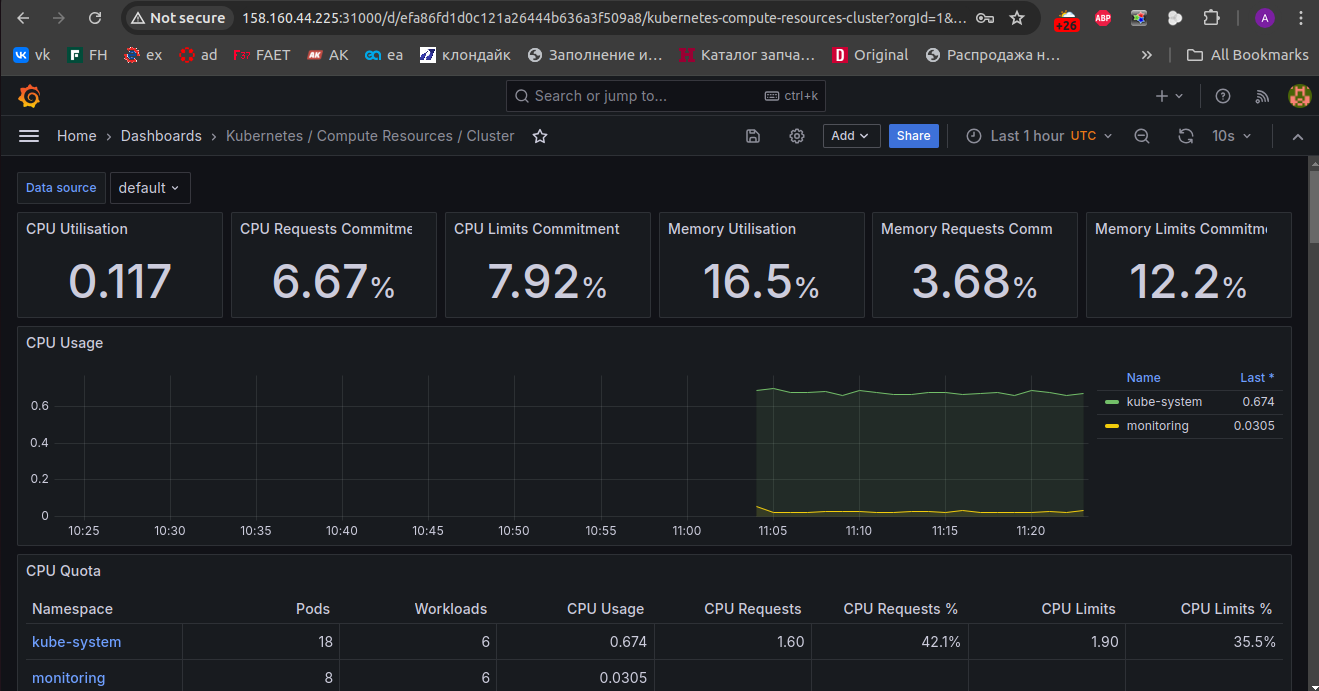 Not secure 158.160.44.225:31000/d/efa86fd1d0c121a26444b636a3f509a8/kubernetes-compute-resources-cluster?orgId=1&... +26 ABP A
vk FH ex ad FAET AK ea клондайк Заполнение и... Каталог запча... Original Распродажа н... » All Bookmarks
Search or jump to... ctrl+k
Home › Dashboards › Kubernetes / Compute Resources / Cluster Add Share Last 1 hour UTC 10s
Data source default
CPU Utilisation CPU Requests Commitme CPU Limits Commitment Memory Utilisation Memory Requests Comm Memory Limits Commitm
0.117 6.67% 7.92% 16.5% 3.68% 12.2%
CPU Usage
Name Last *
kube-system 0.674
monitoring 0.0305
0.6
0.4
0.2
0
10:25 10:30 10:35 10:40 10:45 10:50 10:55 11:00 11:05 11:10 11:15 11:20
CPU Quota
Namespace Pods Workloads CPU Usage CPU Requests CPU Requests % CPU Limits CPU Limits %
kube-system 18 6 0.674 1.60 42.1% 1.90 35.5%
monitoring 8 6 0.0305